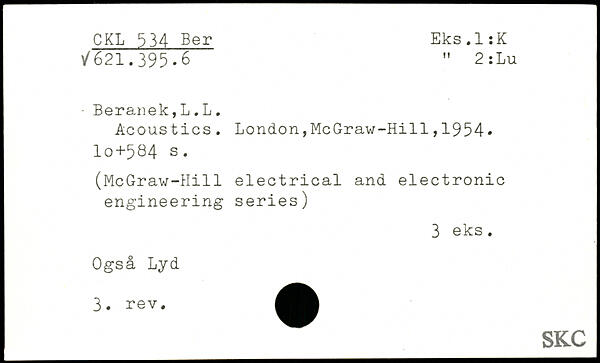 CKL 534 Ber Eks.1:K
√621.395.6 " 2:Lu
Beranek,L.L.
Acoustics. London,McGraw-Hill,1954.
lo+584 s.
(McGraw-Hill electrical and electronic
engineering series)
3 eks.
Også Lyd
3. rev.
SKC